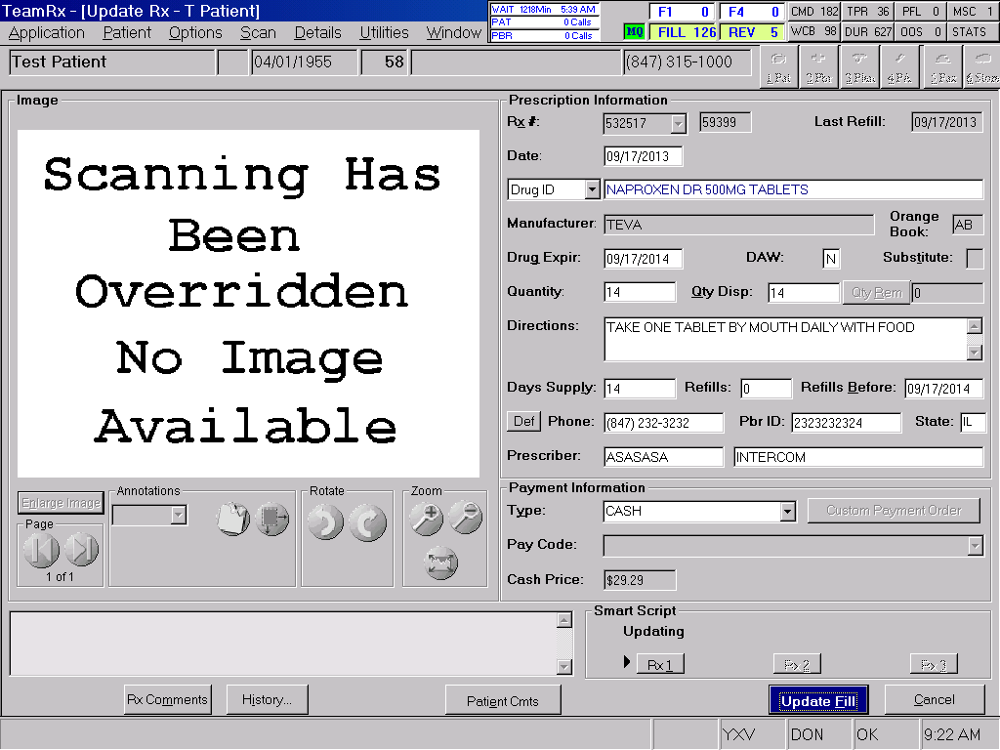 TeamRx - [Update Rx - T Patient]
WAIT 1218Min 5:39 AM
PAT 0 Calls
PBR 0 Calls
F1 0 F4 0
MQ FILL 126 REV 5
CMD 182 TPR 36 PFL 0 MSC 1
WCB 98 DUR 627 OOS 0 STATS
Application Patient Options Scan Details Utilities Window
Test Patient 04/01/1955 58 (847) 315-1000
1 Pat 2 Pbr 3 Plan 4 PA 5 Fax
Image
Scanning Has
Been
Overridden
No Image
Available
Enlarge Image
Page
1 of 1
Annotations
Rotate
Zoom
Prescription Information
Rx #: 532517 59399 Last Refill: 09/17/2013
Date: 09/17/2013
Drug ID NAPROXEN DR 500MG TABLETS
Manufacturer: TEVA Orange Book: AB
Drug Expir: 09/17/2014 DAW: N Substitute:
Quantity: 14 Qty Disp: 14 Qty Rem 0
Directions: TAKE ONE TABLET BY MOUTH DAILY WITH FOOD
Days Supply: 14 Refills: 0 Refills Before: 09/17/2014
Def Phone: (847) 232-3232 Pbr ID: 2323232324 State: IL
Prescriber: ASASASA INTERCOM
Payment Information
Type: CASH Custom Payment Order
Pay Code:
Cash Price: $29.29
Smart Script
Updating
Rx 1 Rx 2 Rx 3
Rx Comments History... Patient Cmts Update Fill Cancel
YXV DON OK 9:22 AM